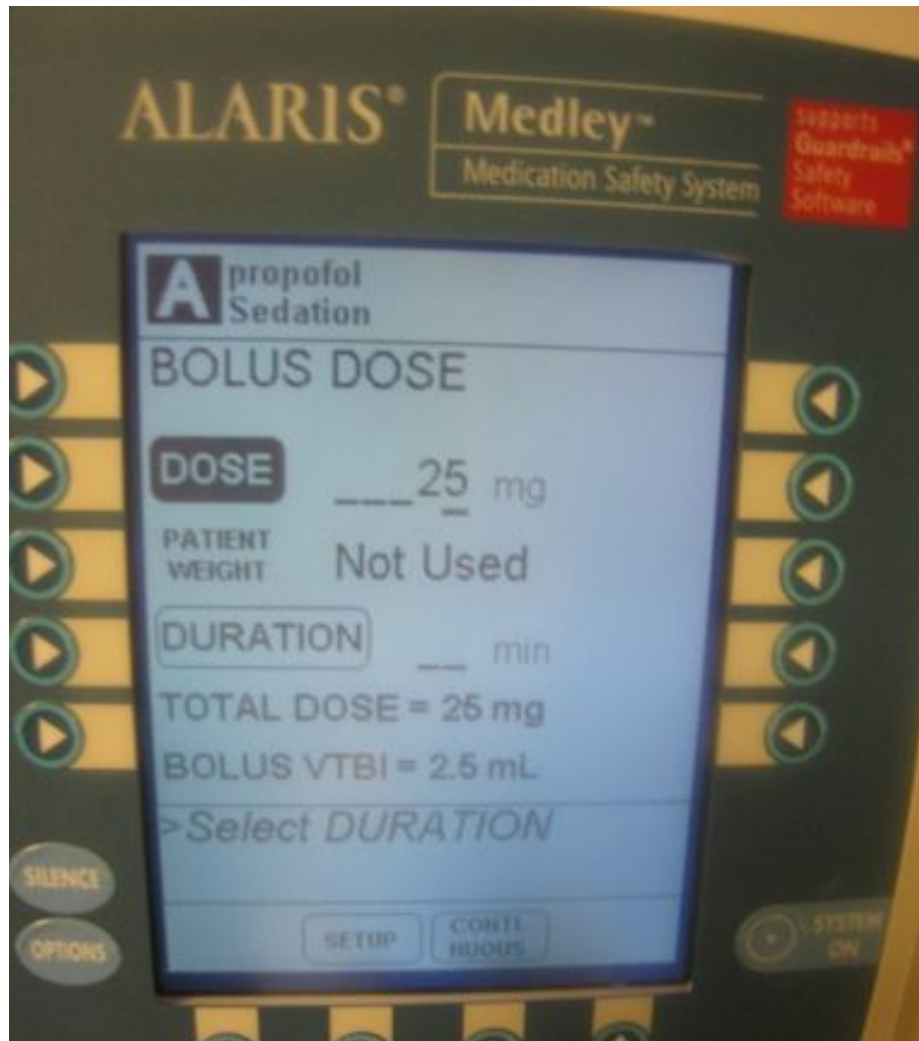 ALARIS®
Medley™
Medication Safety System
supports
Guardrails®
Safety
Software
A propofol
Sedation
BOLUS DOSE
DOSE ___25 mg
PATIENT
WEIGHT Not Used
DURATION __ min
TOTAL DOSE = 25 mg
BOLUS VTBI = 2.5 mL
>Select DURATION
SILENCE
OPTIONS
SETUP
CONTI-
NUOUS
SYSTEM
ON